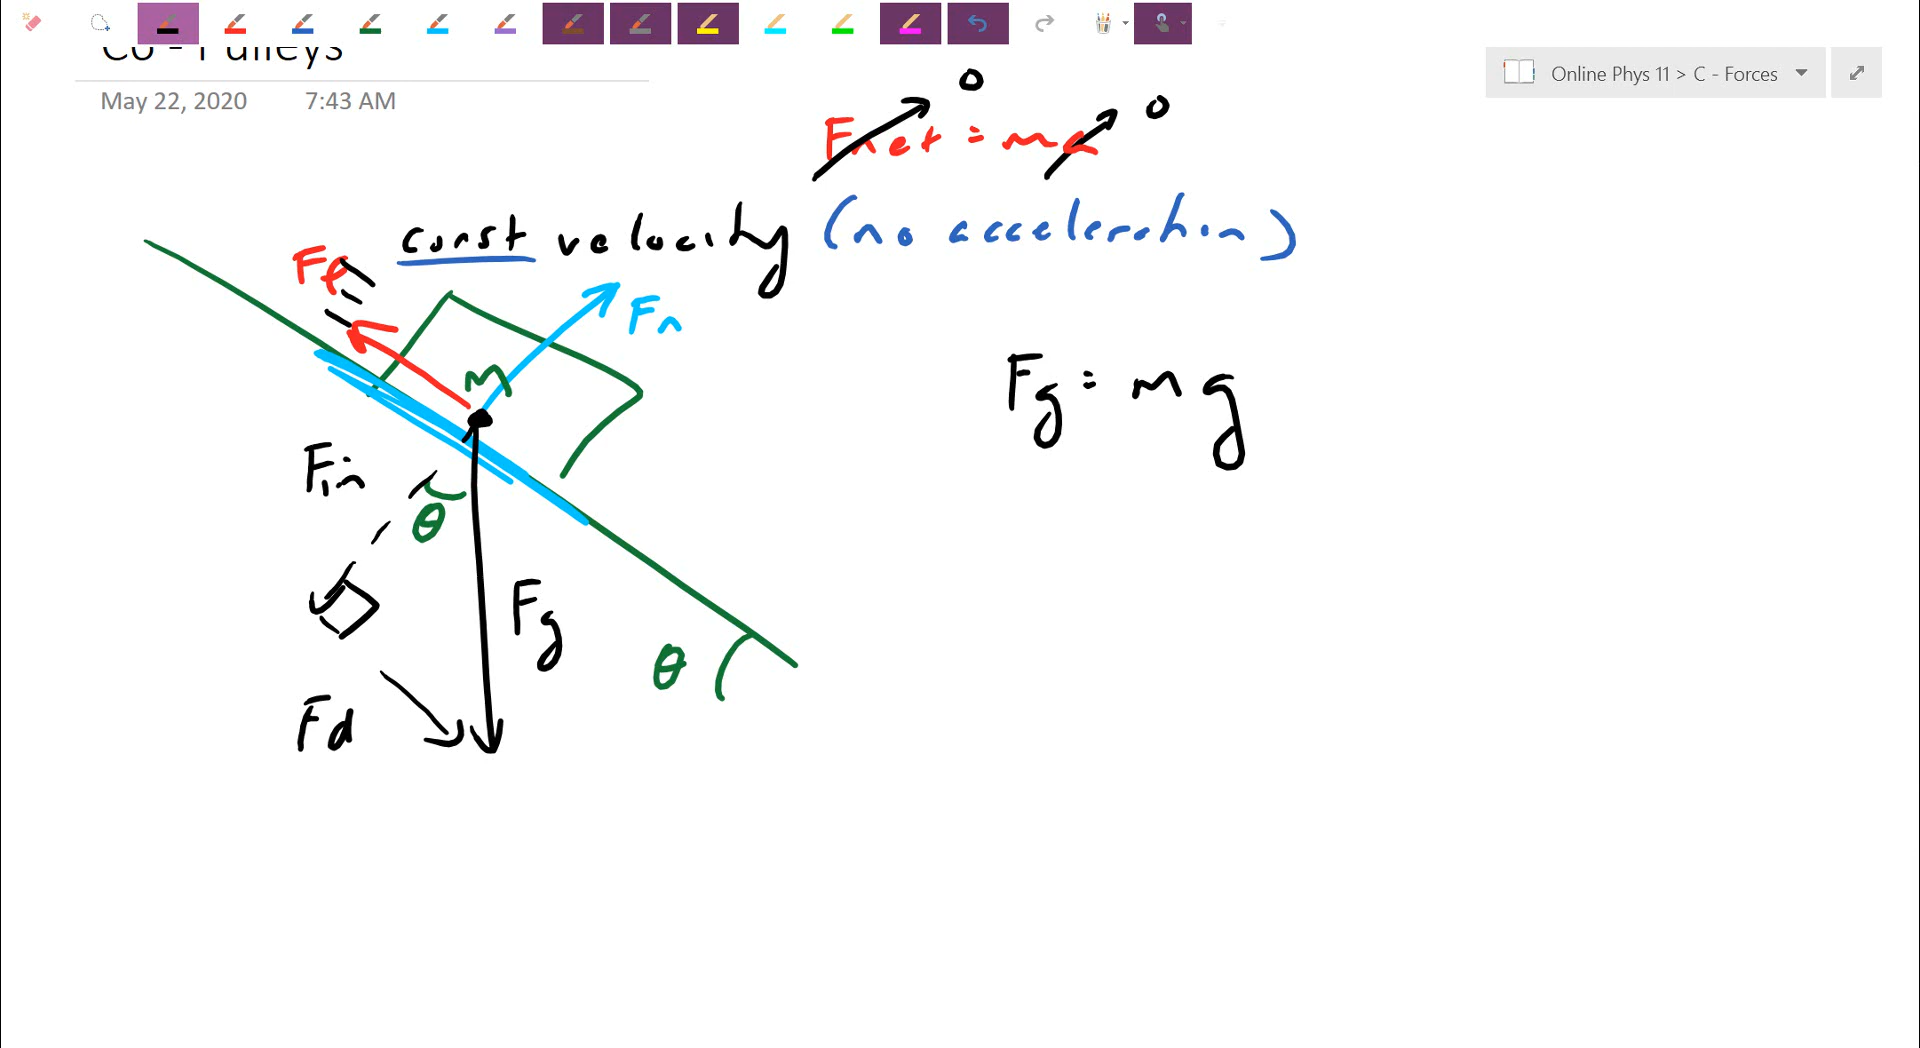 May 22, 2020 7:43 AM
Online Phys 11 > C - Forces
0 0
Fnet = ma
const velocity (no acceleration)
Ff
Fn
m
Fg = mg
Fin
θ
Fg
θ
Fd